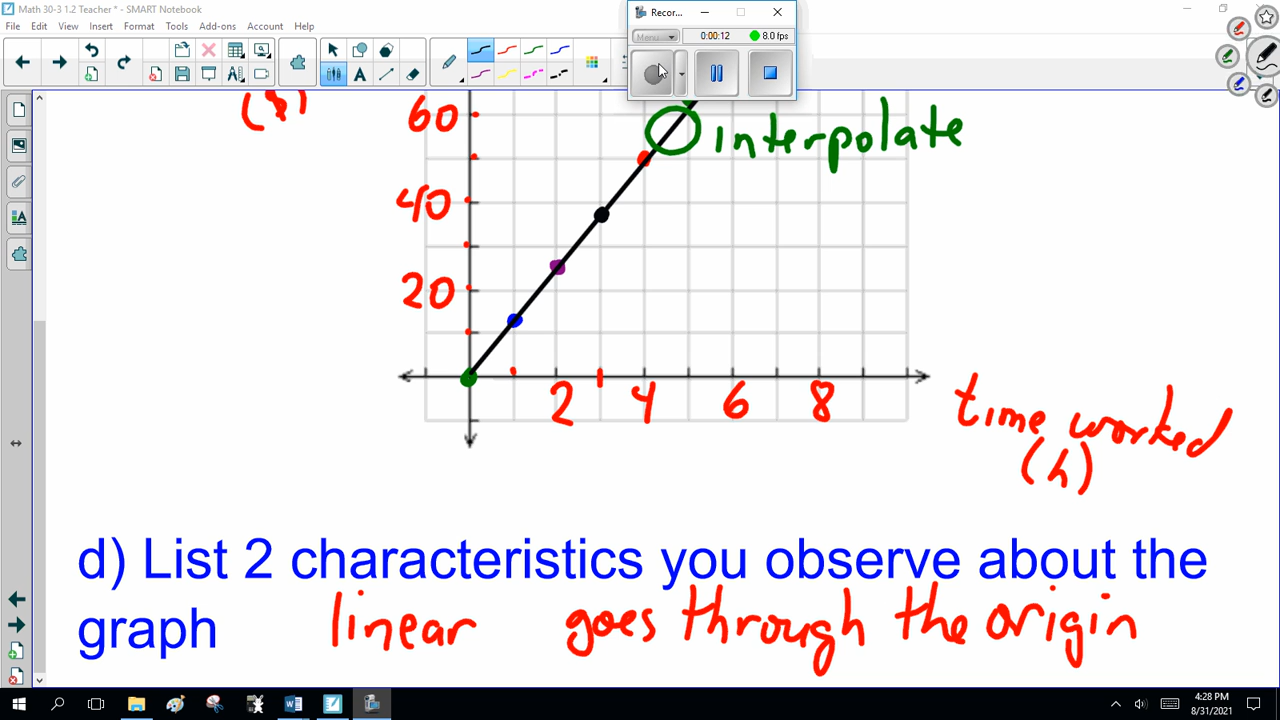 Math 30-3 1.2 Teacher * - SMART Notebook
File Edit View Insert Format Tools Add-ons Account Help
Recor...
Menu 0:00:12 8.0 fps
($)
60
interpolate
40
20
2 4 6 8
time worked
(h)
d) List 2 characteristics you observe about the
graph linear goes through the origin
4:28 PM
8/31/2021